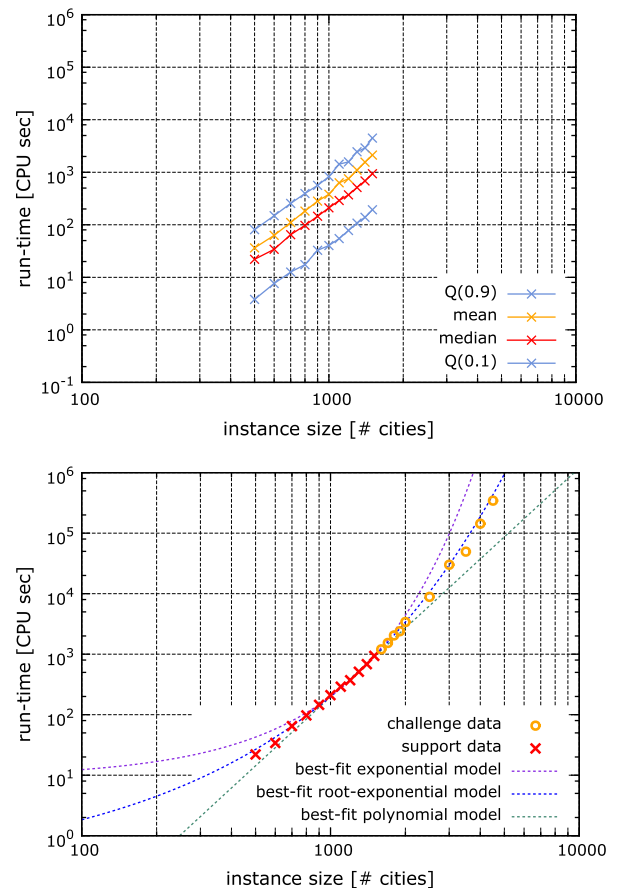 10^6
10^5
10^4
10^3
10^2
10^1
10^0
10^-1
run-time [CPU sec]
Q(0.9)
mean
median
Q(0.1)
100 1000 10000
instance size [# cities]
10^6
10^5
10^4
10^3
10^2
10^1
10^0
run-time [CPU sec]
challenge data
support data
best-fit exponential model
best-fit root-exponential model
best-fit polynomial model
100 1000 10000
instance size [# cities]